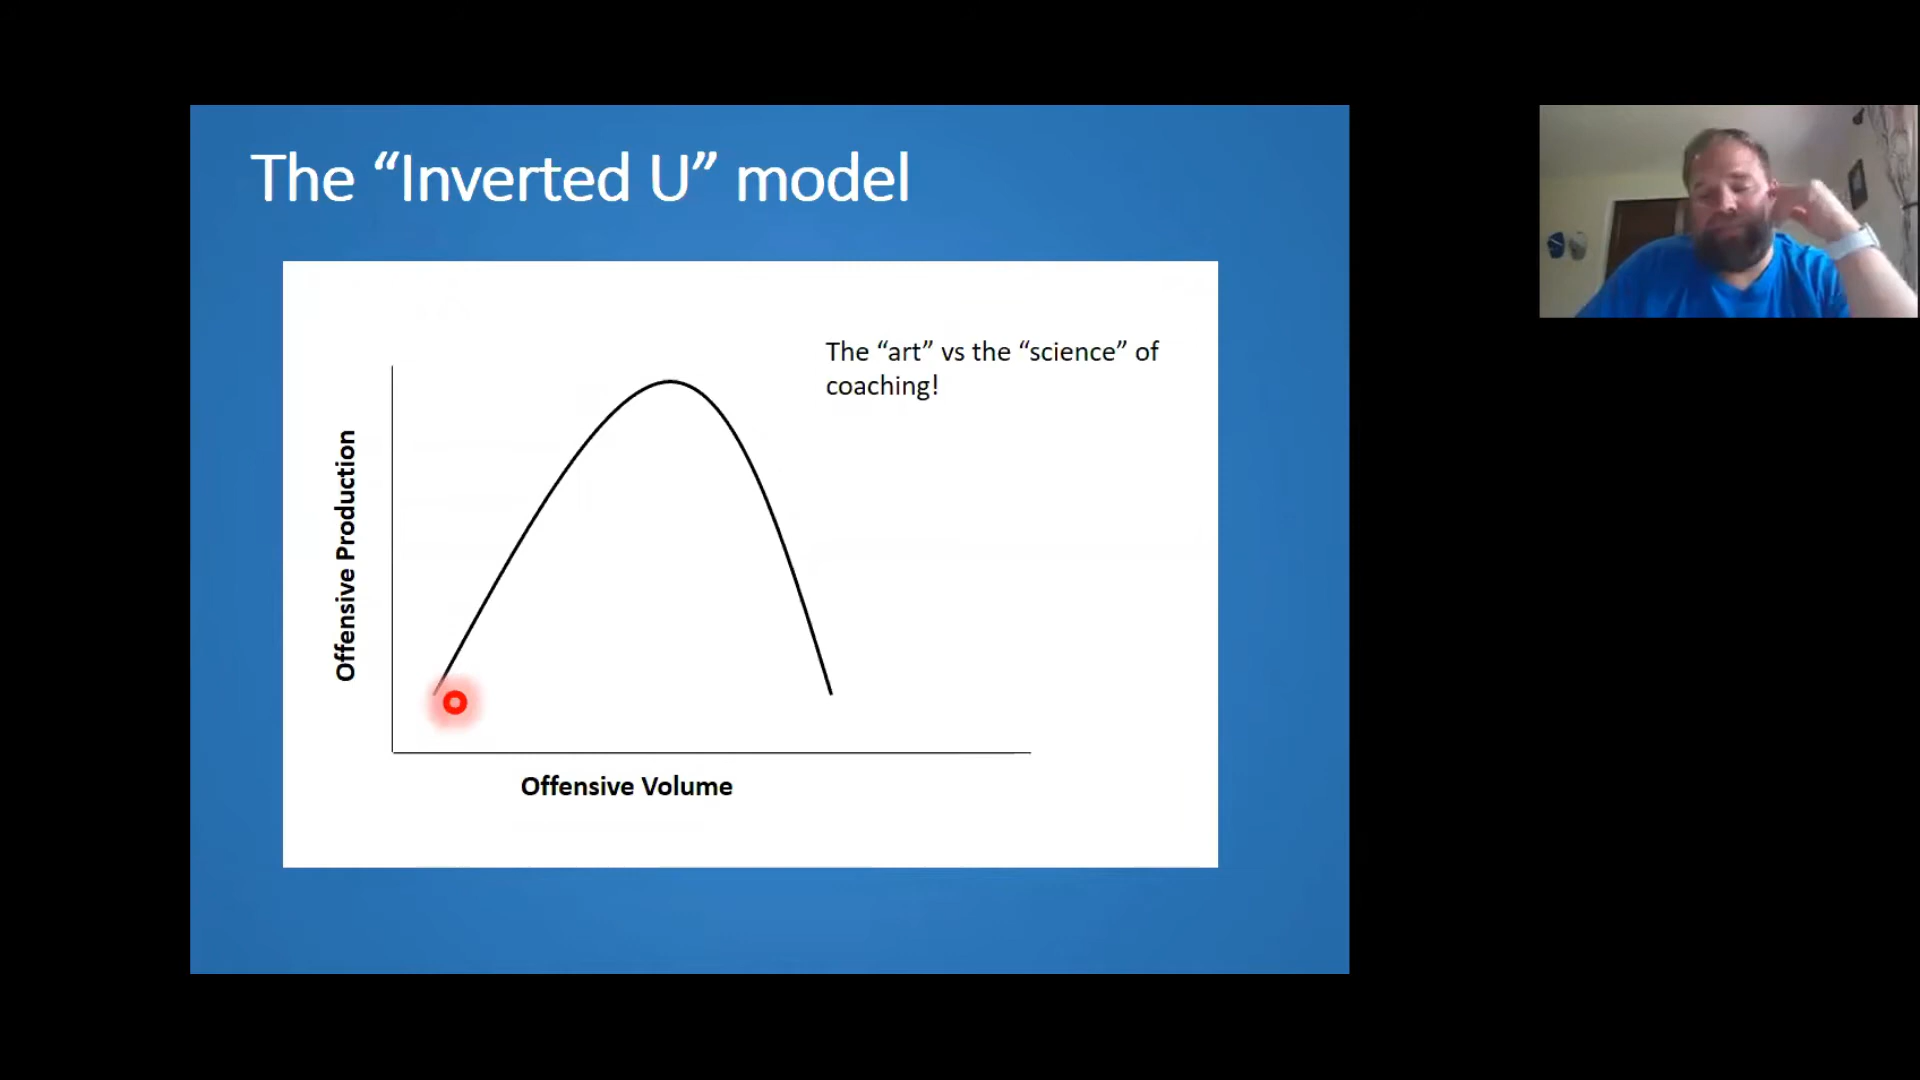 The “Inverted U” model
The “art” vs the “science” of
coaching!
Offensive Production
Offensive Volume